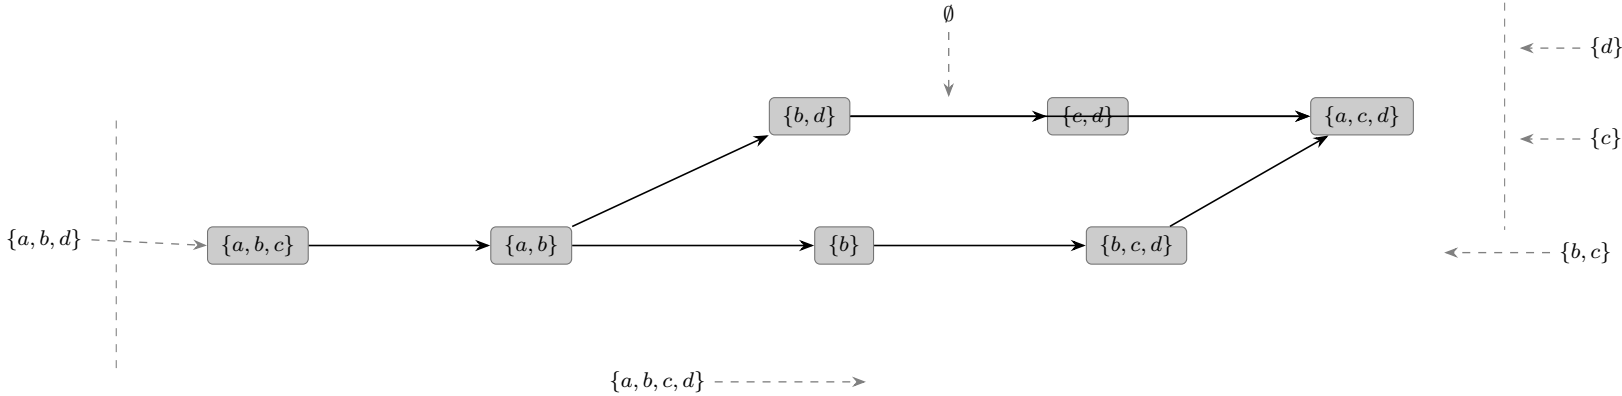 ∅
{d}
{b, d}
{c, d}
{a, c, d}
{c}
{a, b, d}
{a, b, c}
{a, b}
{b}
{b, c, d}
{b, c}
{a, b, c, d}